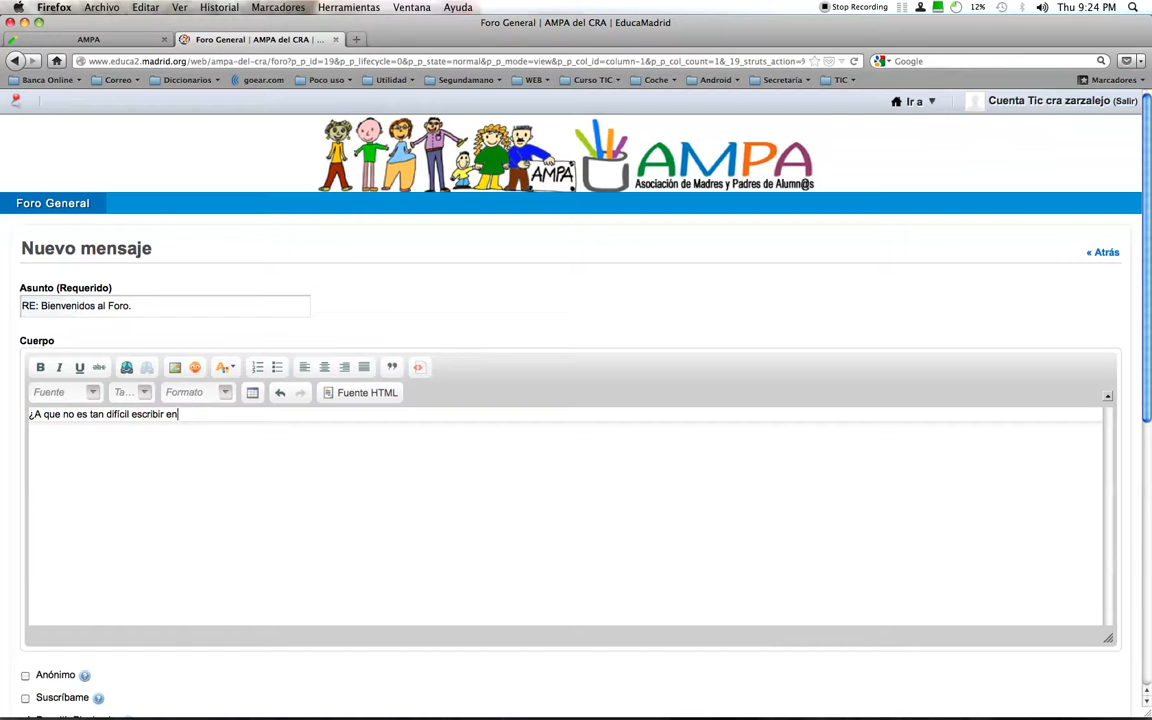 Firefox Archivo Editar Ver Historial Marcadores Herramientas Ventana Ayuda Stop Recording 12% Thu 9:24 PM
Foro General | AMPA del CRA | EducaMadrid
AMPA Foro General | AMPA del CRA | ...
www.educa2.madrid.org/web/ampa-del-cra/foro?p_p_id=19&p_p_lifecycle=0&p_p_state=normal&p_p_mode=view&p_p_col_id=column-1&p_p_col_count=1&_19_struts_action=% Google
Banca Online Correo Diccionarios goear.com Poco uso Utilidad Segundamano WEB Curso TIC Coche Android Secretaría TIC Marcadores
Ir a Cuenta Tic cra zarzalejo (Salir)
AMPA
AMPA
Asociación de Madres y Padres de Alumn@s
Foro General
Nuevo mensaje
« Atrás
Asunto (Requerido)
RE: Bienvenidos al Foro.
Cuerpo
B I U abc A
Fuente Ta... Formato Fuente HTML
¿A que no es tan difícil escribir en
Anónimo
Suscríbame